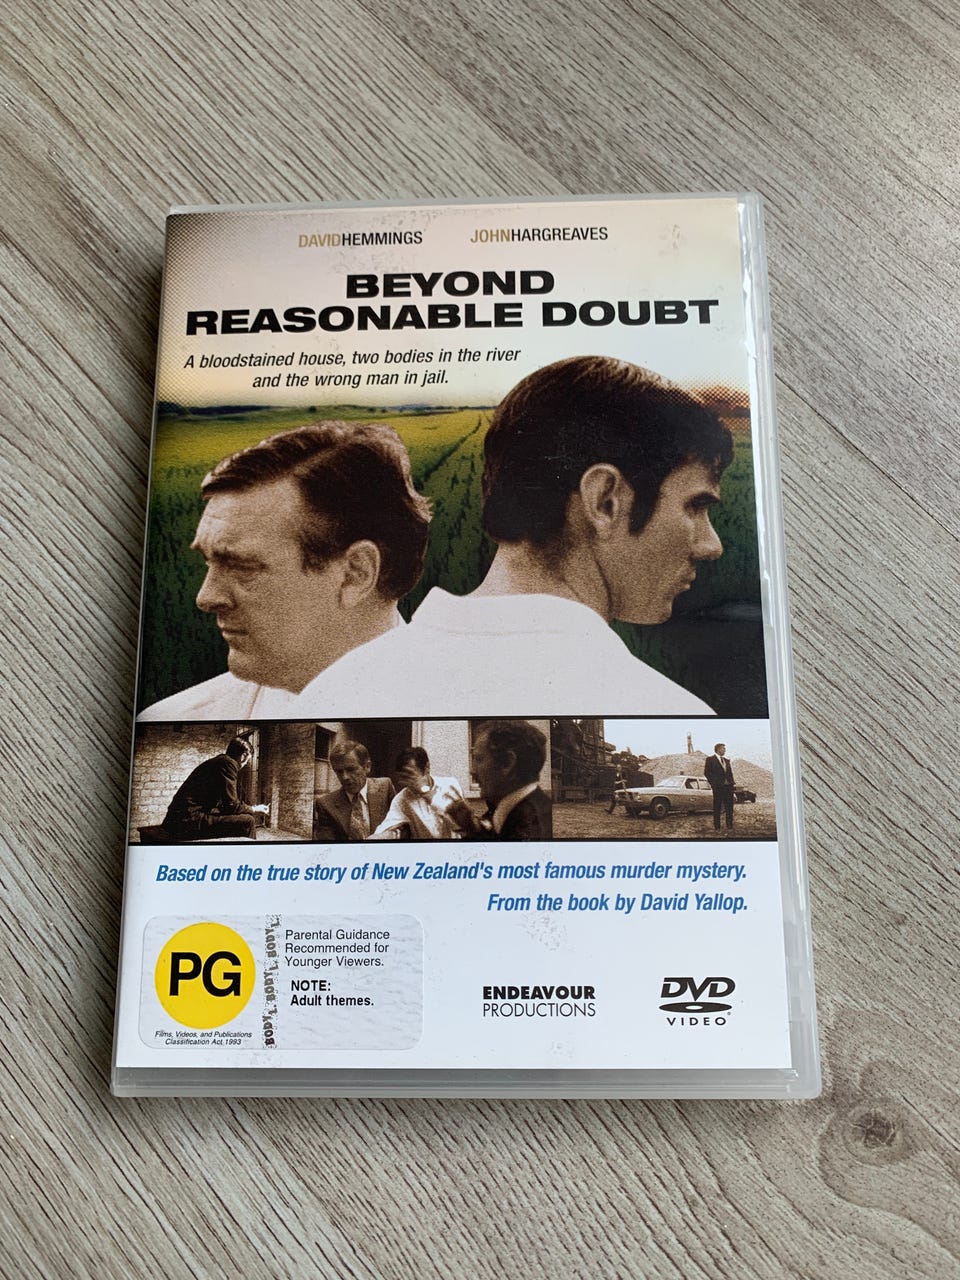 DAVIDHEMMINGS JOHNHARGREAVES
BEYOND
REASONABLE DOUBT
A bloodstained house, two bodies in the river
and the wrong man in jail.
Based on the true story of New Zealand's most famous murder mystery.
From the book by David Yallop.
PG
Films, Videos, and Publications
Classification Act 1993
Parental Guidance
Recommended for
Younger Viewers.
NOTE:
Adult themes.
ENDEAVOUR
PRODUCTIONS
DVD
VIDEO